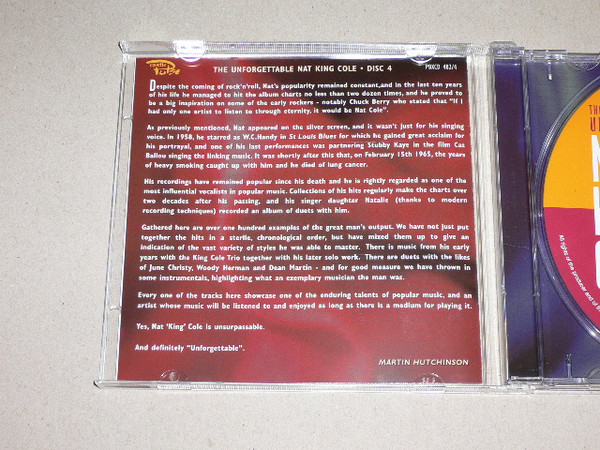 castle
Pulse
THE UNFORGETTABLE NAT KING COLE • DISC 4
PBXCD 482/4
Despite the coming of rock'n'roll, Nat's popularity remained constant,and in the last ten years
of his life he managed to hit the album charts no less than two dozen times, and he proved to
be a big inspiration on some of the early rockers - notably Chuck Berry who stated that "If I
had only one artist to listen to through eternity, it would be Nat Cole".
As previously mentioned, Nat appeared on the silver screen, and it wasn't just for his singing
voice. In 1958, he starred as W.C.Handy in St Louis Blues for which he gained great acclaim for
his portrayal, and one of his last performances was partnering Stubby Kaye in the film Cat
Ballou singing the linking music. It was shortly after this that, on February 15th 1965, the years
of heavy smoking caught up with him and he died of lung cancer.
His recordings have remained popular since his death and he is rightly regarded as one of the
most influential vocalists in popular music. Collections of his hits regularly make the charts over
two decades after his passing, and his singer daughter Natalie (thanks to modern
recording techniques) recorded an album of duets with him.
Gathered here are over one hundred examples of the great man's output. We have not just put
together the hits in a sterile, chronological order, but have mixed them up to give an
indication of the vast variety of styles he was able to master. There is music from his early
years with the King Cole Trio together with his later solo work. There are duets with the likes
of June Christy, Woody Herman and Dean Martin - and for good measure we have thrown in
some instrumentals, highlighting what an exemplary musician the man was.
Every one of the tracks here showcase one of the enduring talents of popular music, and an
artist whose music will be listened to and enjoyed as long as there is a medium for playing it.
Yes, Nat 'King' Cole is unsurpassable.
And definitely "Unforgettable".
MARTIN HUTCHINSON
All rights of the producer and of